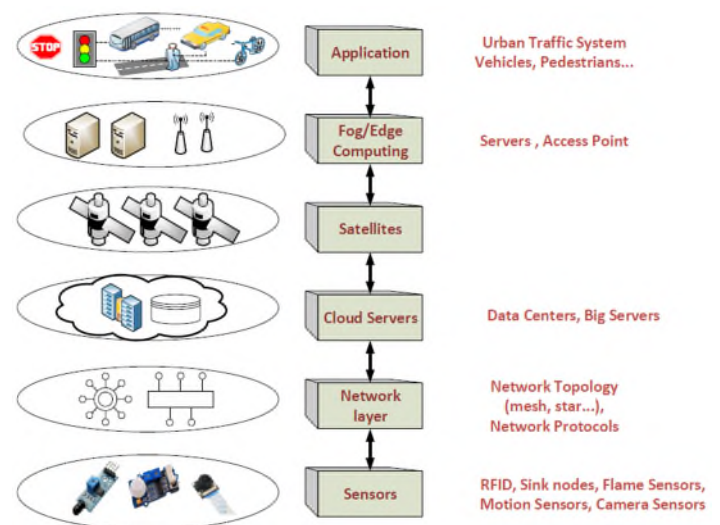 STOP
Application
Urban Traffic System
Vehicles, Pedestrians...
Fog/Edge
Computing
Servers , Access Point
Satellites
Cloud Servers
Data Centers, Big Servers
Network
layer
Network Topology
(mesh, star...),
Network Protocols
Sensors
RFID, Sink nodes, Flame Sensors,
Motion Sensors, Camera Sensors